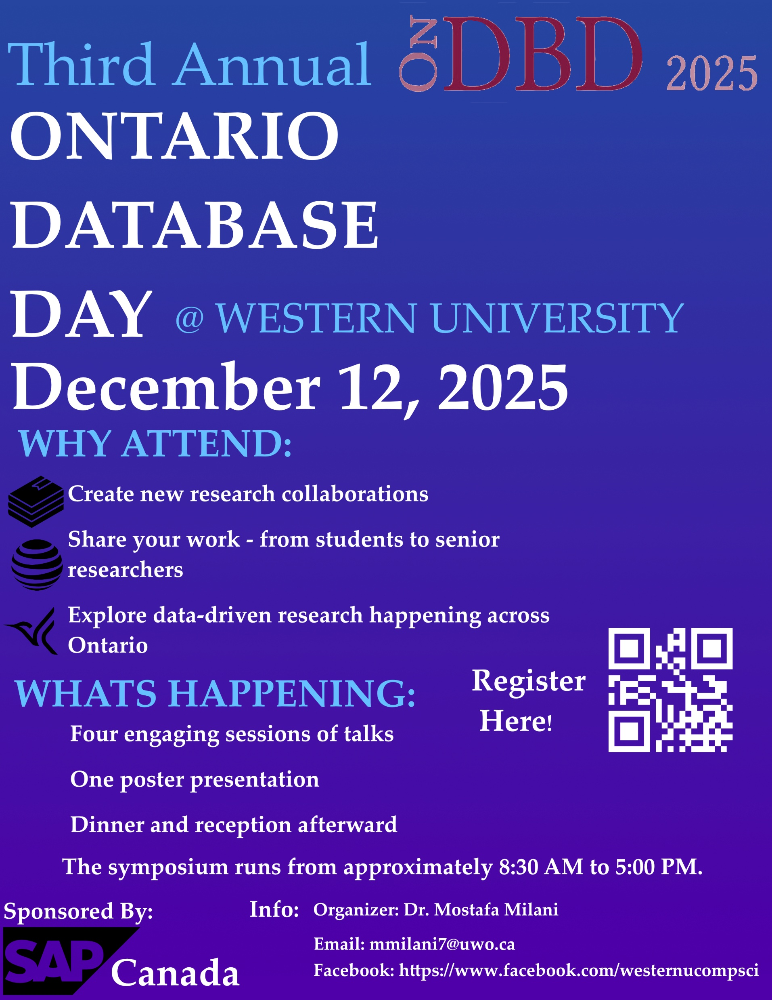 Third Annual ON DBD 2025
ONTARIO
DATABASE
DAY @ WESTERN UNIVERSITY
December 12, 2025
WHY ATTEND:
Create new research collaborations
Share your work - from students to senior
researchers
Explore data-driven research happening across
Ontario
Register
Here!
WHATS HAPPENING:
Four engaging sessions of talks
One poster presentation
Dinner and reception afterward
The symposium runs from approximately 8:30 AM to 5:00 PM.
Sponsored By:
SAP Canada
Info: Organizer: Dr. Mostafa Milani
Email: mmilani7@uwo.ca
Facebook: https://www.facebook.com/westernucompsci